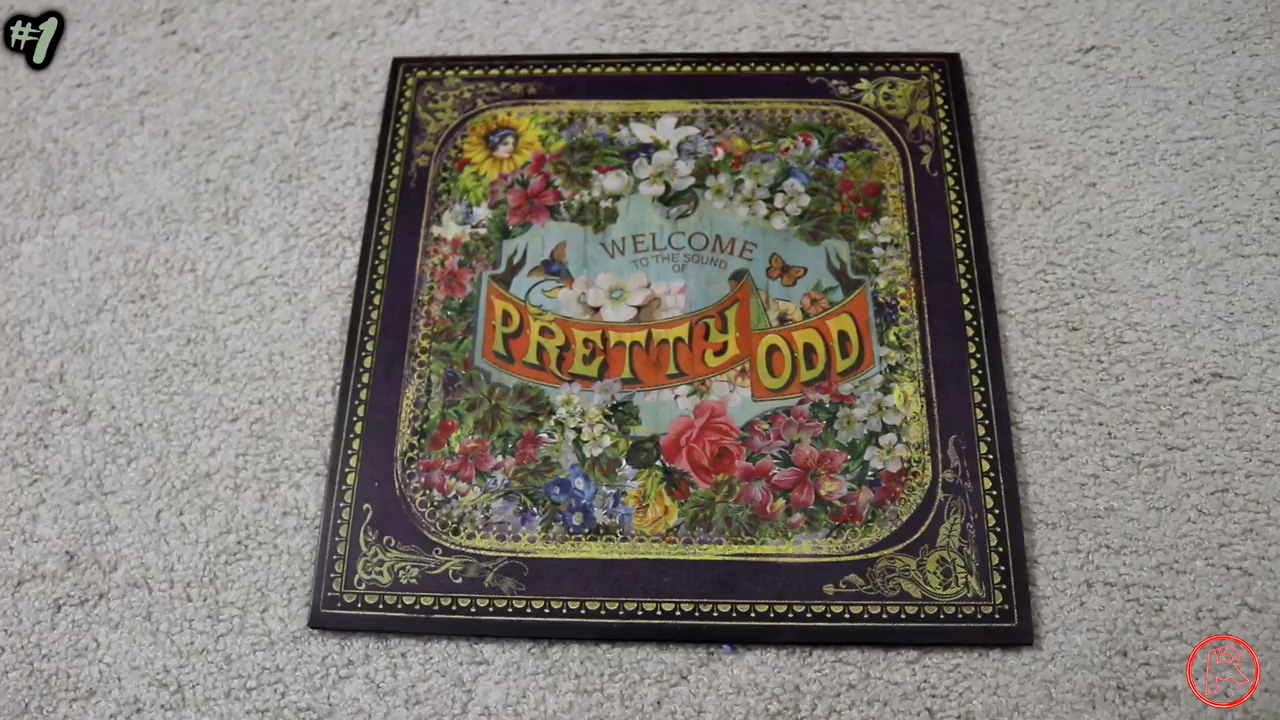 #1
WELCOME
TO THE SOUND
OF
PRETTY ODD
R